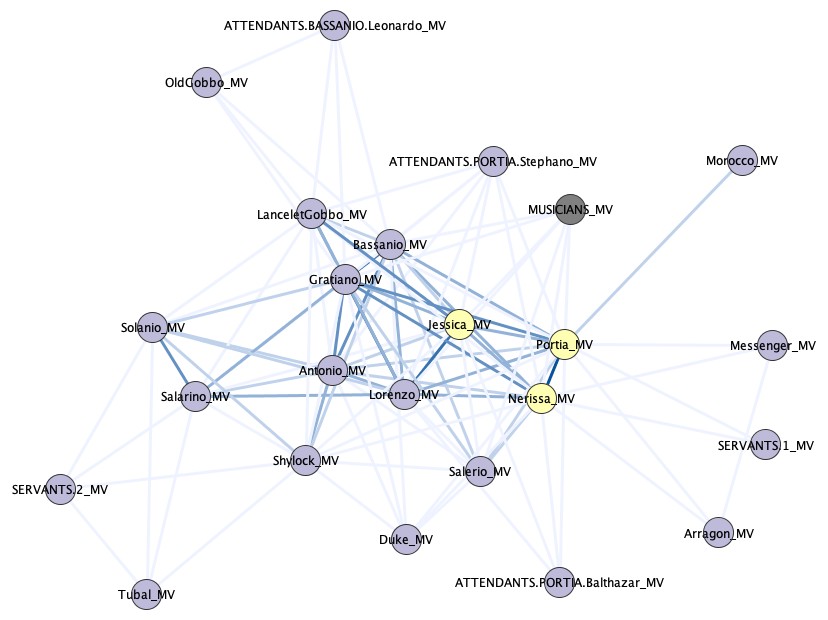 ATTENDANTS.BASSANIO.Leonardo_MV
OldGobbo_MV
ATTENDANTS.PORTIA.Stephano_MV
Morocco_MV
LanceletGobbo_MV
MUSICIANS_MV
Bassanio_MV
Gratiano_MV
Solanio_MV
Jessica_MV
Portia_MV
Messenger_MV
Antonio_MV
Salarino_MV
Lorenzo_MV
Nerissa_MV
SERVANTS.1_MV
Shylock_MV
Salerio_MV
SERVANTS.2_MV
Arragon_MV
Duke_MV
ATTENDANTS.PORTIA.Balthazar_MV
Tubal_MV